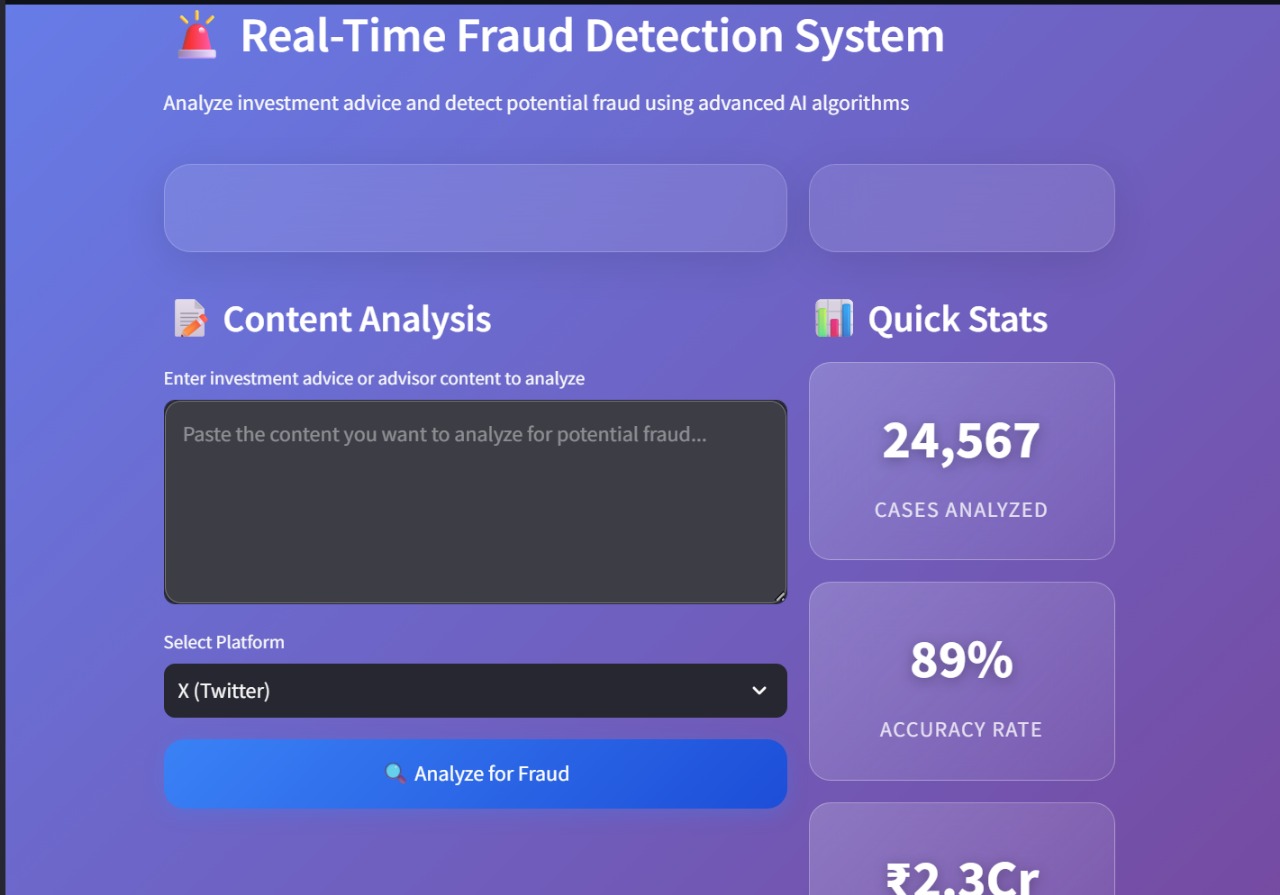 Real-Time Fraud Detection System
Analyze investment advice and detect potential fraud using advanced AI algorithms
Content Analysis
Enter investment advice or advisor content to analyze
Paste the content you want to analyze for potential fraud...
Select Platform
X (Twitter)
Analyze for Fraud
Quick Stats
24,567
CASES ANALYZED
89%
ACCURACY RATE
₹2.3Cr